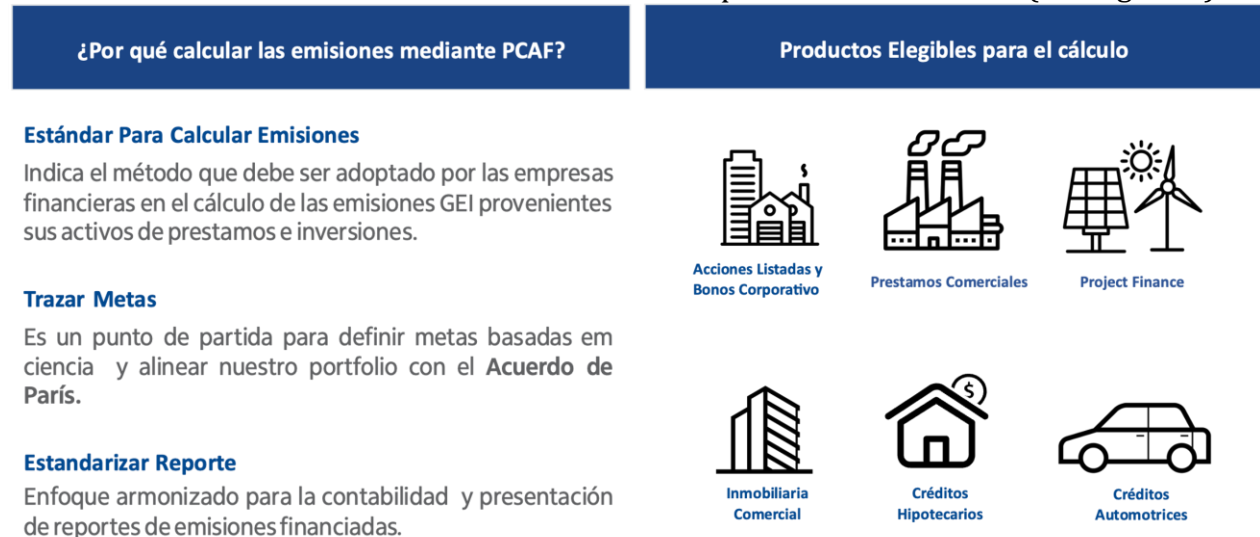 ¿Por qué calcular las emisiones mediante PCAF?
Estándar Para Calcular Emisiones
Indica el método que debe ser adoptado por las empresas
financieras en el cálculo de las emisiones GEI provenientes
sus activos de prestamos e inversiones.
Trazar Metas
Es un punto de partida para definir metas basadas em
ciencia y alinear nuestro portfolio con el Acuerdo de
París.
Estandarizar Reporte
Enfoque armonizado para la contabilidad y presentación
de reportes de emisiones financiadas.
Productos Elegibles para el cálculo
Acciones Listadas y
Bonos Corporativo
Prestamos Comerciales
Project Finance
$
Inmobiliaria
Comercial
Créditos
Hipotecarios
Créditos
Automotrices